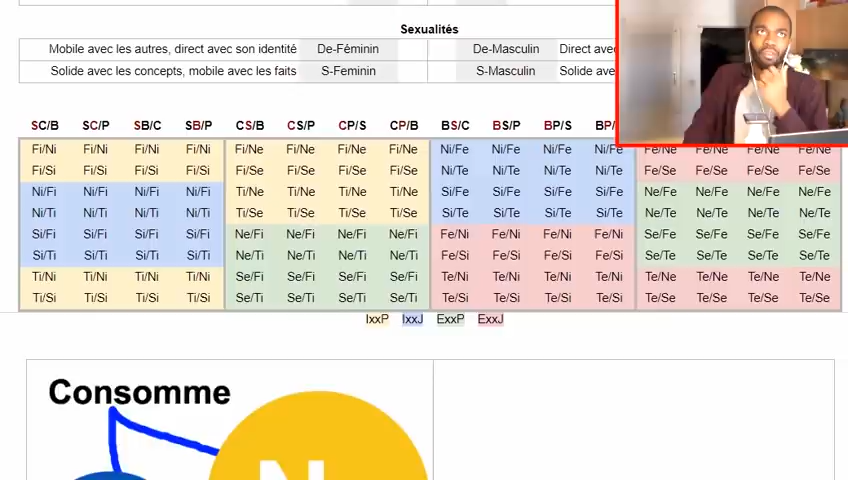 Sexualités
Mobile avec les autres, direct avec son identité De-Féminin De-Masculin Direct
Solide avec les concepts, mobile avec les faits S-Feminin S-Masculin Solide
SC/B SC/P SB/C SB/P CS/B CS/P CP/S CP/B BS/C BS/P BP/S
Fi/Ni Fi/Ni Fi/Ni Fi/Ni Fi/Ne Fi/Ne Fi/Ne Fi/Ne Ni/Fe Ni/Fe Ni/Fe Ni/Fe Fe/Ne Fe/Ne Fe/Ne Fe/Ne
Fi/Si Fi/Si Fi/Si Fi/Si Fi/Se Fi/Se Fi/Se Fi/Se Ni/Te Ni/Te Ni/Te Ni/Te Fe/Se Fe/Se Fe/Se Fe/Se
Ni/Fi Ni/Fi Ni/Fi Ni/Fi Ti/Ne Ti/Ne Ti/Ne Ti/Ne Si/Fe Si/Fe Si/Fe Si/Fe Ne/Fe Ne/Fe Ne/Fe Ne/Fe
Ni/Ti Ni/Ti Ni/Ti Ni/Ti Ti/Se Ti/Se Ti/Se Ti/Se Si/Te Si/Te Si/Te Si/Te Ne/Te Ne/Te Ne/Te Ne/Te
Si/Fi Si/Fi Si/Fi Si/Fi Ne/Fi Ne/Fi Ne/Fi Ne/Fi Fe/Ni Fe/Ni Fe/Ni Fe/Ni Se/Fe Se/Fe Se/Fe Se/Fe
Si/Ti Si/Ti Si/Ti Si/Ti Ne/Ti Ne/Ti Ne/Ti Ne/Ti Fe/Si Fe/Si Fe/Si Fe/Si Se/Te Se/Te Se/Te Se/Te
Ti/Ni Ti/Ni Ti/Ni Ti/Ni Se/Fi Se/Fi Se/Fi Se/Fi Te/Ni Te/Ni Te/Ni Te/Ni Te/Ne Te/Ne Te/Ne Te/Ne
Ti/Si Ti/Si Ti/Si Ti/Si Se/Ti Se/Ti Se/Ti Se/Ti Te/Si Te/Si Te/Si Te/Si Te/Se Te/Se Te/Se Te/Se
IxxP IxxJ ExxP ExxJ
Consomme